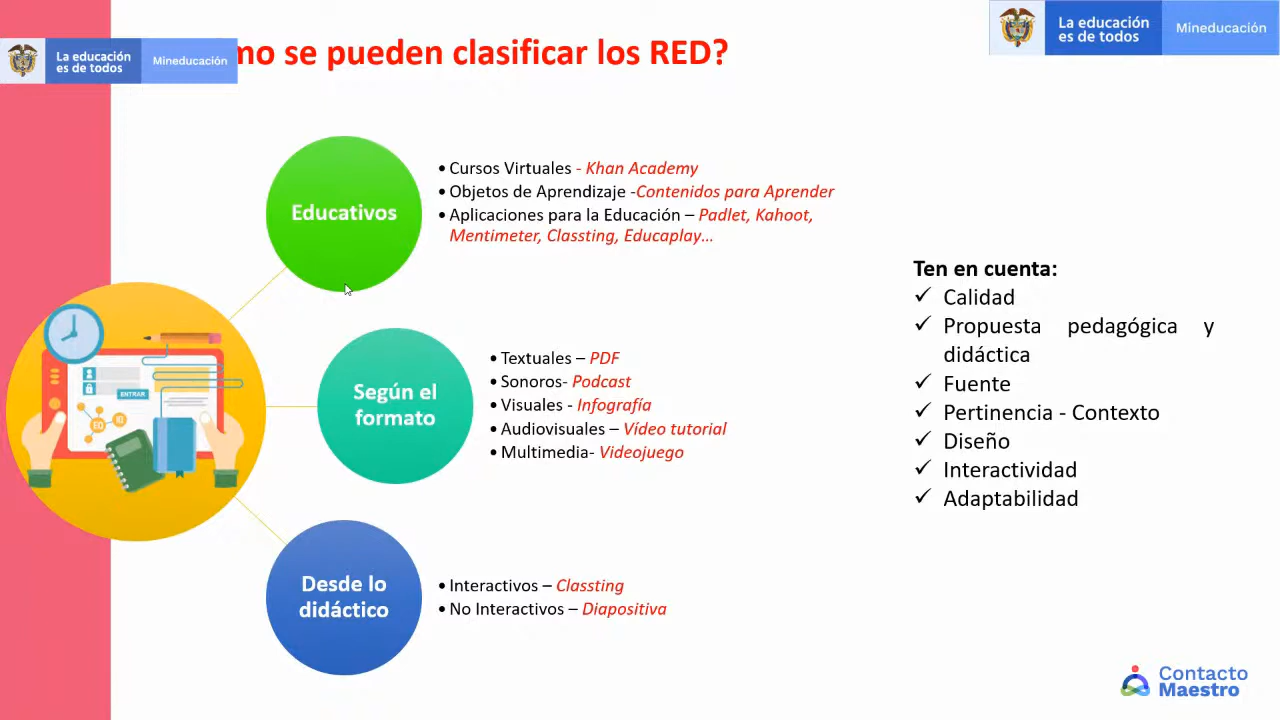 La educación
es de todos
Mineducación
mo se pueden clasificar los RED?
La educación
es de todos
Mineducación
Educativos
• Cursos Virtuales - Khan Academy
• Objetos de Aprendizaje -Contenidos para Aprender
• Aplicaciones para la Educación – Padlet, Kahoot,
Mentimeter, Classting, Educaplay...
ENTRAR
Según el
formato
• Textuales – PDF
• Sonoros- Podcast
• Visuales - Infografía
• Audiovisuales – Vídeo tutorial
• Multimedia- Videojuego
Desde lo
didáctico
• Interactivos – Classting
• No Interactivos – Diapositiva
Ten en cuenta:
✓ Calidad
✓ Propuesta pedagógica y
didáctica
✓ Fuente
✓ Pertinencia - Contexto
✓ Diseño
✓ Interactividad
✓ Adaptabilidad
Contacto
Maestro